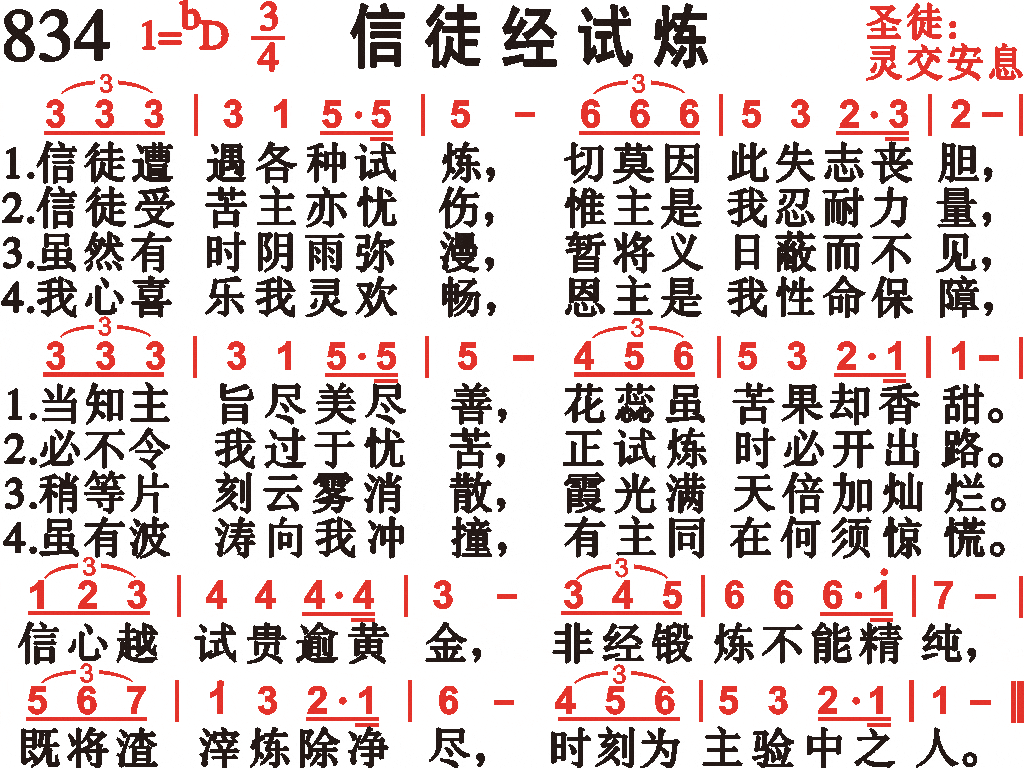 834 1=ᵇD 3/4 信徒经试炼 圣徒：
灵交安息
3 3 3 | 3 1 5·5 | 5 – 6 6 6 | 5 3 2·3 | 2 – |
1.信徒遭 遇各种试 炼， 切莫因 此失志丧 胆，
2.信徒受 苦主亦忧 伤， 惟主是 我忍耐力 量，
3.虽然有 时阴雨弥 漫， 暂将义 日蔽而不 见，
4.我心喜 乐我灵欢 畅， 恩主是 我性命保 障，
3 3 3 | 3 1 5·5 | 5 – 4 5 6 | 5 3 2·1 | 1 – |
1.当知主 旨尽美尽 善， 花蕊虽 苦果却香 甜。
2.必不令 我过于忧 苦， 正试炼 时必开出 路。
3.稍等片 刻云雾消 散， 霞光满 天倍加灿 烂。
4.虽有波 涛向我冲 撞， 有主同 在何须惊 慌。
1 2 3 | 4 4 4·4 | 3 – 3 4 5 | 6 6 6·i | 7 – |
信心越 试贵逾黄 金， 非经锻 炼不能精 纯，
5 6 7 | i 3 2·1 | 6 – 4 5 6 | 5 3 2·1 | 1 – ‖
既将渣 滓炼除净 尽， 时刻为 主验中之 人。